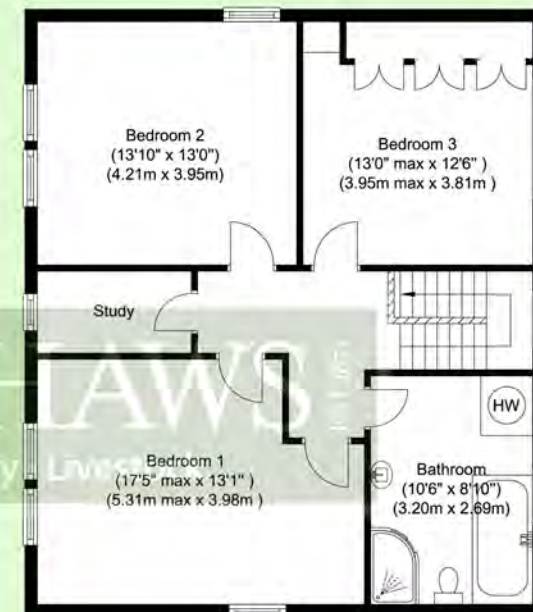 Bedroom 2
(13'10" x 13'0")
(4.21m x 3.95m)
Bedroom 3
(13'0" max x 12'6" )
(3.95m max x 3.81m )
Study
HAWS
HW
Livest
Bedroom 1
(17'5" max x 13'1" )
(5.31m max x 3.98m )
Bathroom
(10'6" x 8'10")
(3.20m x 2.69m)